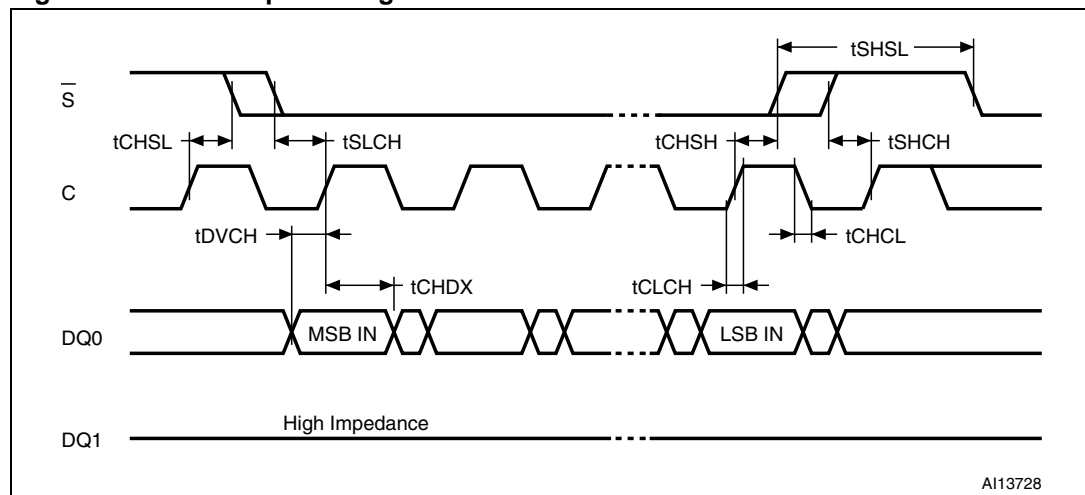 tSHSL
S
tCHSL
tSLCH
tCHSH
tSHCH
C
tDVCH
tCHCL
tCHDX
tCLCH
DQ0
MSB IN
LSB IN
High Impedance
DQ1
AI13728